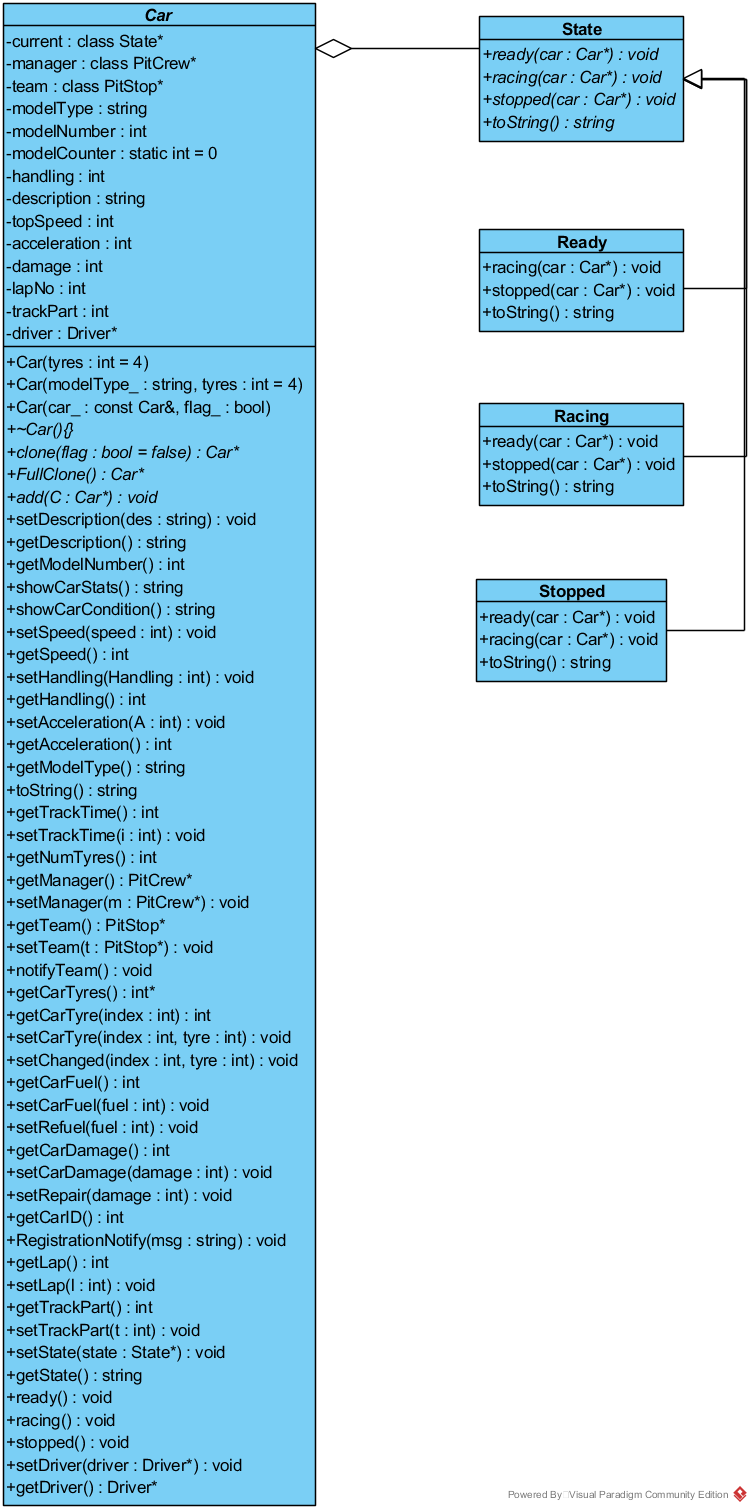 Car
-current : class State*
-manager : class PitCrew*
-team : class PitStop*
-modelType : string
-modelNumber : int
-modelCounter : static int = 0
-handling : int
-description : string
-topSpeed : int
-acceleration : int
-damage : int
-lapNo : int
-trackPart : int
-driver : Driver*
+Car(tyres : int = 4)
+Car(modelType_ : string, tyres : int = 4)
+Car(car_ : const Car&, flag_ : bool)
+~Car(){}
+clone(flag : bool = false) : Car*
+FullClone() : Car*
+add(C : Car*) : void
+setDescription(des : string) : void
+getDescription() : string
+getModelNumber() : int
+showCarStats() : string
+showCarCondition() : string
+setSpeed(speed : int) : void
+getSpeed() : int
+setHandling(Handling : int) : void
+getHandling() : int
+setAcceleration(A : int) : void
+getAcceleration() : int
+getModelType() : string
+toString() : string
+getTrackTime() : int
+setTrackTime(i : int) : void
+getNumTyres() : int
+getManager() : PitCrew*
+setManager(m : PitCrew*) : void
+getTeam() : PitStop*
+setTeam(t : PitStop*) : void
+notifyTeam() : void
+getCarTyres() : int*
+getCarTyre(index : int) : int
+setCarTyre(index : int, tyre : int) : void
+setChanged(index : int, tyre : int) : void
+getCarFuel() : int
+setCarFuel(fuel : int) : void
+setRefuel(fuel : int) : void
+getCarDamage() : int
+setCarDamage(damage : int) : void
+setRepair(damage : int) : void
+getCarID() : int
+RegistrationNotify(msg : string) : void
+getLap() : int
+setLap(l : int) : void
+getTrackPart() : int
+setTrackPart(t : int) : void
+setState(state : State*) : void
+getState() : string
+ready() : void
+racing() : void
+stopped() : void
+setDriver(driver : Driver*) : void
+getDriver() : Driver*
State
+ready(car : Car*) : void
+racing(car : Car*) : void
+stopped(car : Car*) : void
+toString() : string
Ready
+racing(car : Car*) : void
+stopped(car : Car*) : void
+toString() : string
Racing
+ready(car : Car*) : void
+stopped(car : Car*) : void
+toString() : string
Stopped
+ready(car : Car*) : void
+racing(car : Car*) : void
+toString() : string
Powered By Visual Paradigm Community Edition